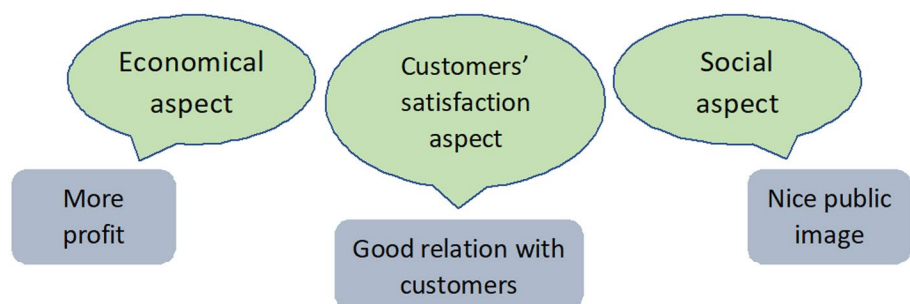 Economical
aspect
Customers’
satisfaction
aspect
Social
aspect
More
profit
Good relation with
customers
Nice public
image